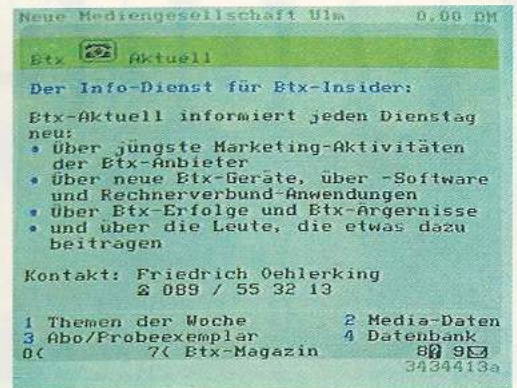 Neue Mediengesellschaft Ulm 0,00 DM
Btx Aktuell
Der Info-Dienst für Btx-Insider:
Btx-Aktuell informiert jeden Dienstag
neu:
• über jüngste Marketing-Aktivitäten
der Btx-Anbieter
• über neue Btx-Geräte, über -Software
und Rechnerverbund-Anwendungen
• über Btx-Erfolge und Btx-Ärgernisse
• und über die Leute, die etwas dazu
beitragen
Kontakt: Friedrich Oehlerking
☎ 089 / 55 32 13
1 Themen der Woche 2 Media-Daten
3 Abo/Probeexemplar 4 Datenbank
0< 7< Btx-Magazin 8 9
3434413a